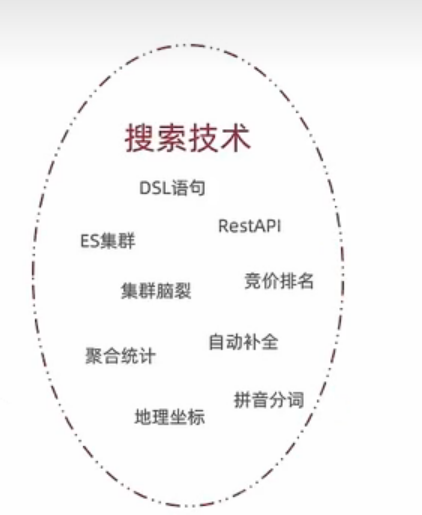 搜索技术
DSL语句
RestAPI
ES集群
竞价排名
集群脑裂
自动补全
聚合统计
拼音分词
地理坐标